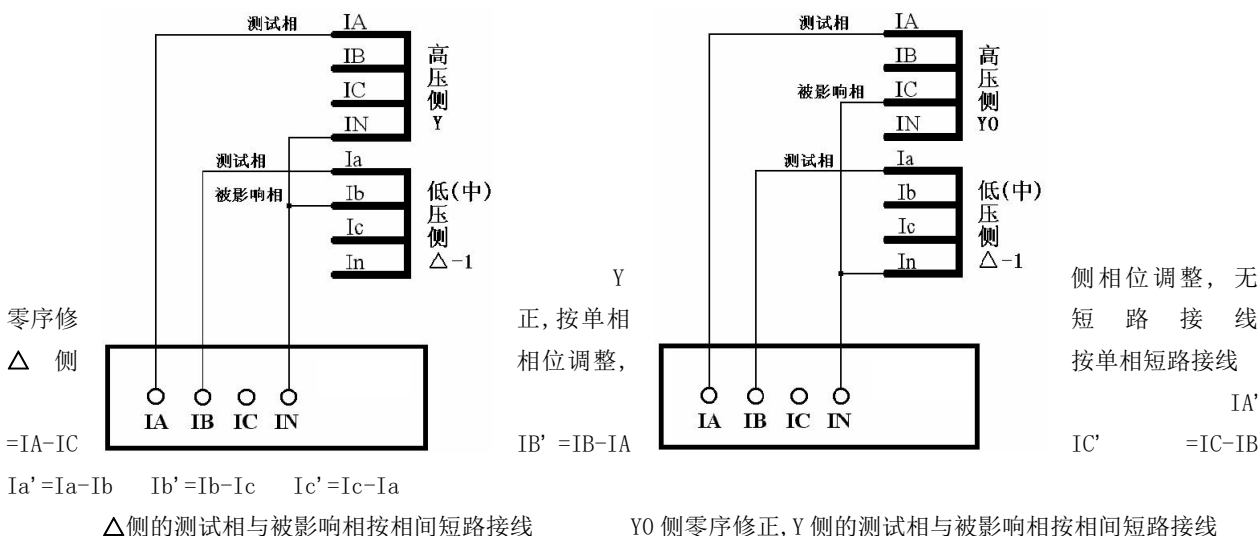 测试相 IA
IB
IC
IN
高压侧Y
测试相 Ia
被影响相 Ib
Ic
In
低(中)压侧△-1
IA IB IC IN
测试相 IA
IB
被影响相 IC
IN
高压侧Y0
测试相 Ia
Ib
Ic
In
低(中)压侧△-1
IA IB IC IN
Y 侧相位调整, 无
零序修 正,按单相 短路接线
△ 侧 相位调整, 按单相短路接线
IA'
=IA-IC IB' =IB-IA IC' =IC-IB
Ia'=Ia-Ib Ib'=Ib-Ic Ic'=Ic-Ia
△侧的测试相与被影响相按相间短路接线 Y0 侧零序修正,Y 侧的测试相与被影响相按相间短路接线